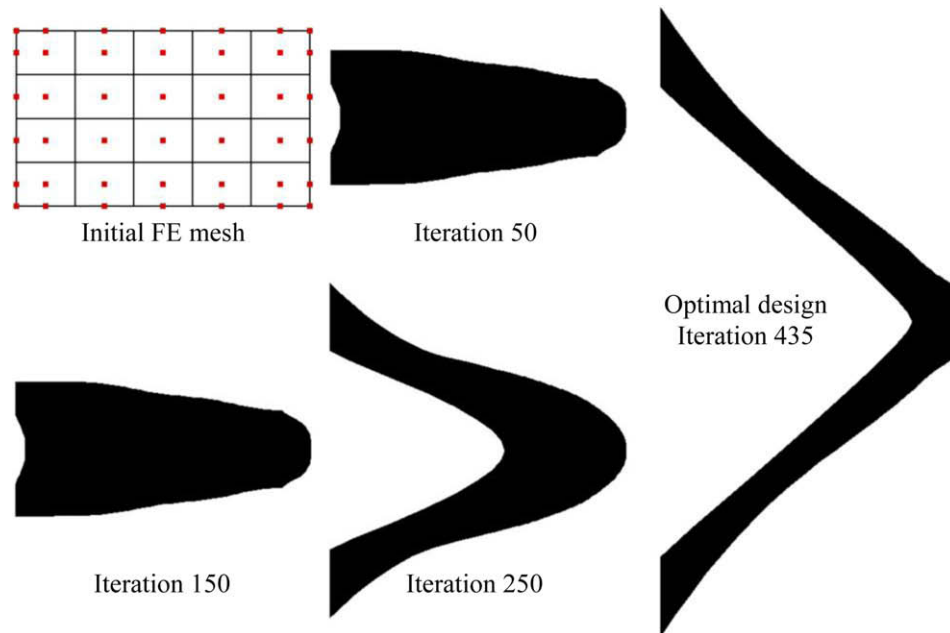 Initial FE mesh
Iteration 50
Optimal design
Iteration 435
Iteration 150
Iteration 250